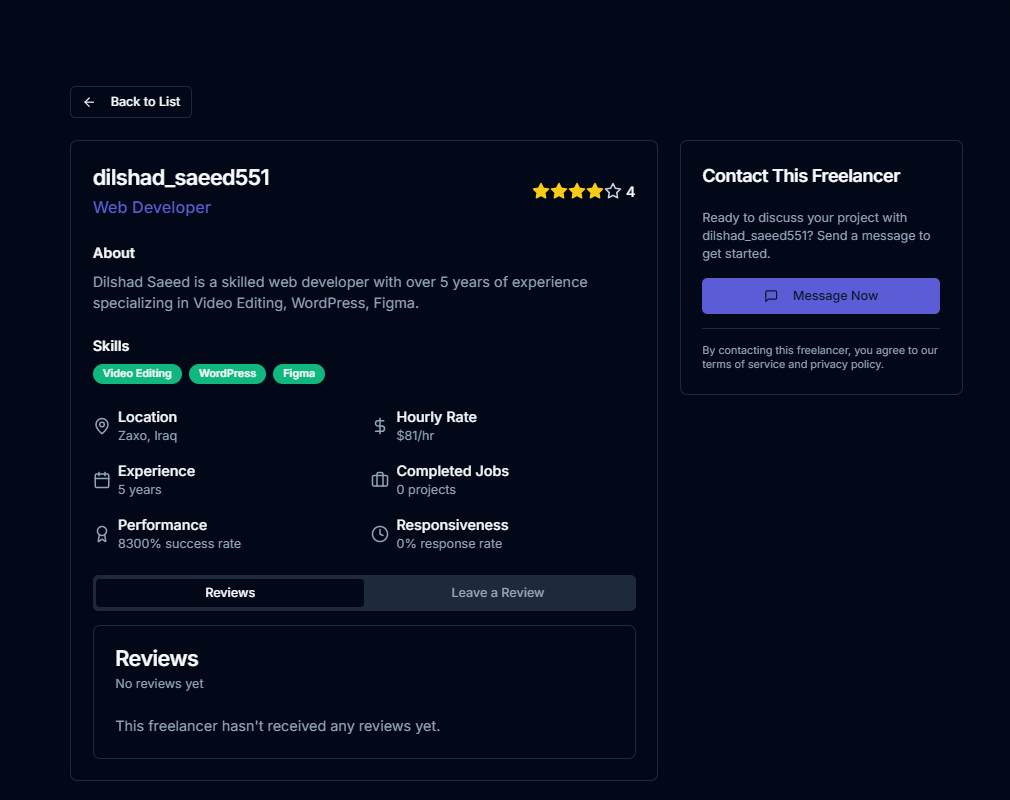 Back to List
dilshad_saeed551
Web Developer
4
About
Dilshad Saeed is a skilled web developer with over 5 years of experience
specializing in Video Editing, WordPress, Figma.
Skills
Video Editing
WordPress
Figma
Location
Zaxo, Iraq
Hourly Rate
$81/hr
Experience
5 years
Completed Jobs
0 projects
Performance
8300% success rate
Responsiveness
0% response rate
Reviews
Leave a Review
Reviews
No reviews yet
This freelancer hasn't received any reviews yet.
Contact This Freelancer
Ready to discuss your project with
dilshad_saeed551? Send a message to
get started.
Message Now
By contacting this freelancer, you agree to our
terms of service and privacy policy.